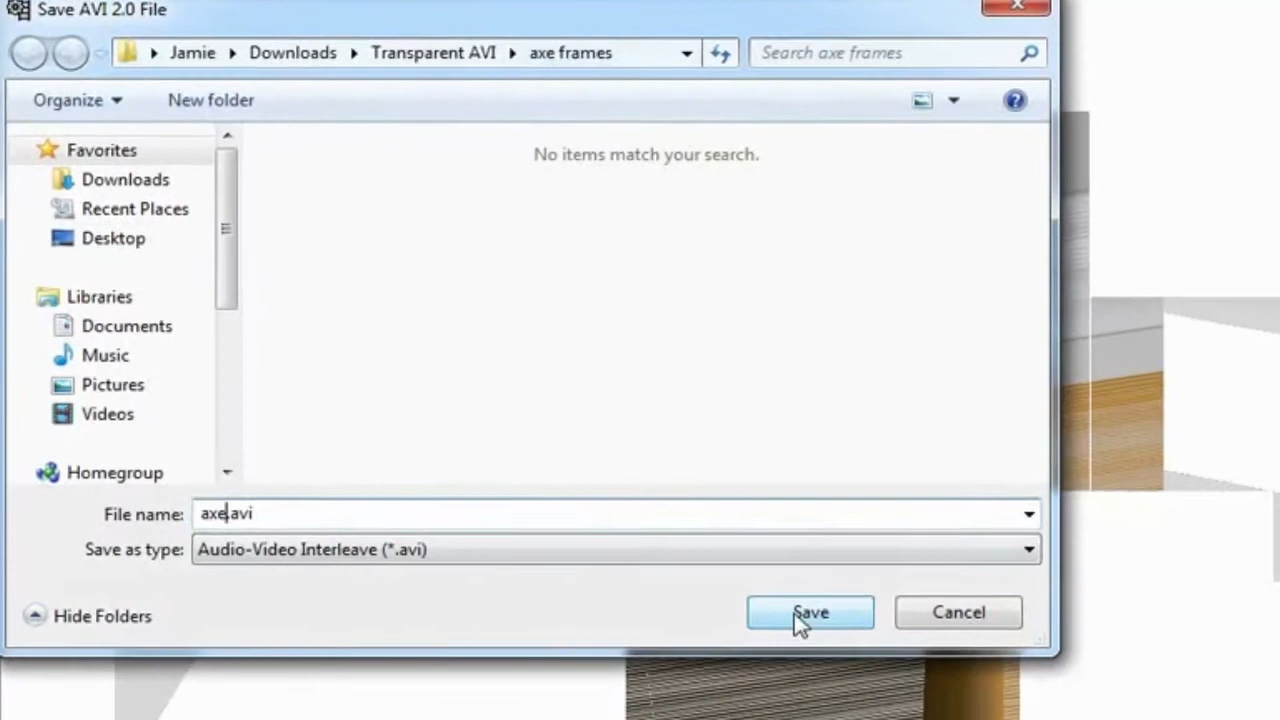 Save AVI 2.0 File
Jamie Downloads Transparent AVI axe frames
Search axe frames
Organize New folder
Favorites
Downloads
Recent Places
Desktop
Libraries
Documents
Music
Pictures
Videos
Homegroup
No items match your search.
File name: axe.avi
Save as type: Audio-Video Interleave (*.avi)
Hide Folders
Save
Cancel